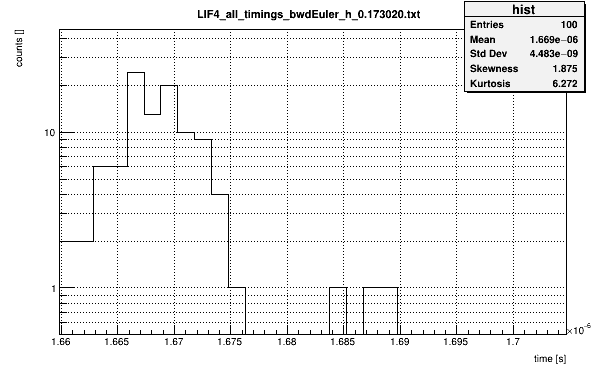 LIF4_all_timings_bwdEuler_h_0.173020.txt
hist
Entries 100
Mean 1.669e−06
Std Dev 4.483e−09
Skewness 1.875
Kurtosis 6.272
counts []
10
1
1.66 1.665 1.67 1.675 1.68 1.685 1.69 1.695 1.7
×10⁻⁶
time [s]